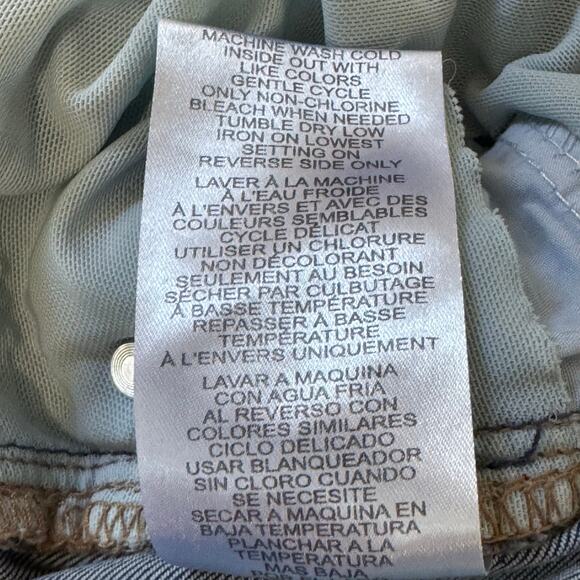 MACHINE WASH COLD
INSIDE OUT WITH
LIKE COLORS
GENTLE CYCLE
ONLY NON-CHLORINE
BLEACH WHEN NEEDED
TUMBLE DRY LOW
IRON ON LOWEST
SETTING ON
REVERSE SIDE ONLY
LAVER À LA MACHINE
À L'EAU FROIDE
À L'ENVERS ET AVEC DES
COULEURS SEMBLABLES
CYCLE DÉLICAT
UTILISER UN CHLORURE
NON DÉCOLORANT
SEULEMENT AU BESOIN
SÉCHER PAR CULBUTAGE
À BASSE TEMPÉRATURE
REPASSER À BASSE
TEMPÉRATURE
À L'ENVERS UNIQUEMENT
LAVAR A MAQUINA
CON AGUA FRIA
AL REVERSO CON
COLORES SIMILARES
CICLO DELICADO
USAR BLANQUEADOR
SIN CLORO CUANDO
SE NECESITE
SECAR A MAQUINA EN
BAJA TEMPERATURA
PLANCHAR A LA
TEMPERATURA
MAS BAJA